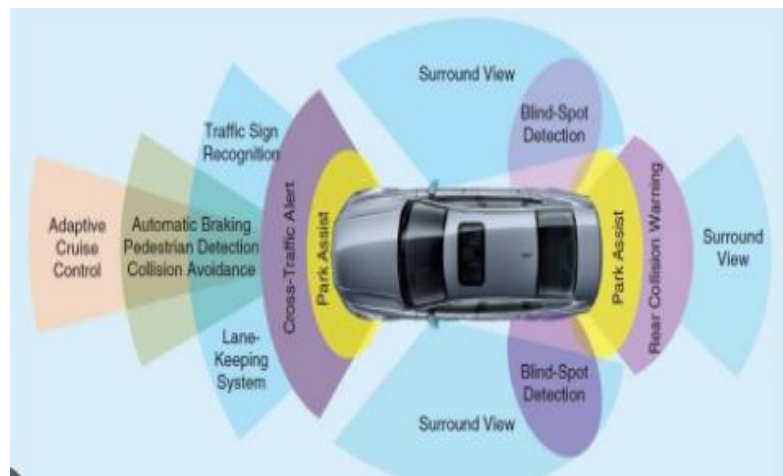 Surround View
Blind-Spot
Detection
Traffic Sign
Recognition
Adaptive
Cruise
Control
Automatic Braking
Pedestrian Detection
Collision Avoidance
Cross-Traffic Alert
Park Assist
Park Assist
Rear Collision Warning
Surround
View
Lane-
Keeping
System
Blind-Spot
Detection
Surround View